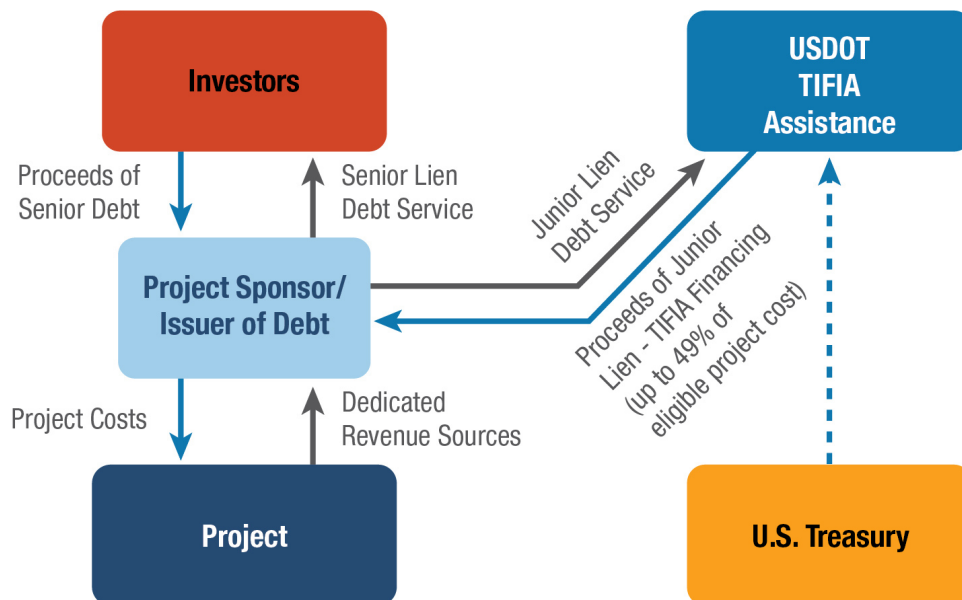 Investors
USDOT
TIFIA
Assistance
Proceeds of
Senior Debt
Senior Lien
Debt Service
Junior Lien
Debt Service
Project Sponsor/
Issuer of Debt
Proceeds of Junior
Lien - TIFIA Financing
(up to 49% of
eligible project cost)
Project Costs
Dedicated
Revenue Sources
Project
U.S. Treasury